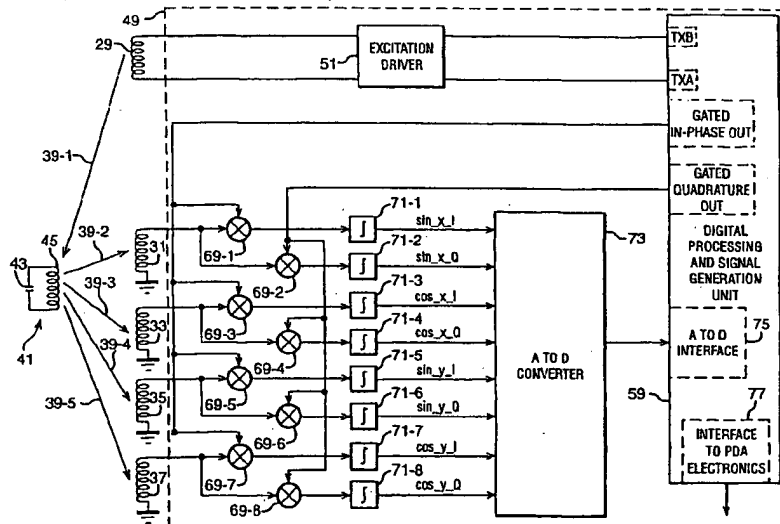 49
29
51
EXCITATION
DRIVER
TXB
TXA
GATED
IN-PHASE OUT
39-1
GATED
QUADRATURE
OUT
39-2
45
43
31
69-1
71-1
sin_x_I
73
69-2
71-2
sin_x_Q
DIGITAL
PROCESSING
AND SIGNAL
GENERATION
UNIT
39-3
41
33
69-3
71-3
cos_x_I
39-4
69-4
71-4
cos_x_Q
A TO D
CONVERTER
A TO D
INTERFACE
75
39-5
35
69-5
71-5
sin_y_I
59
69-6
71-6
sin_y_Q
77
37
69-7
71-7
cos_y_I
INTERFACE
TO PDA
ELECTRONICS
69-8
71-8
cos_y_Q
∫
∫
∫
∫
∫
∫
∫
∫